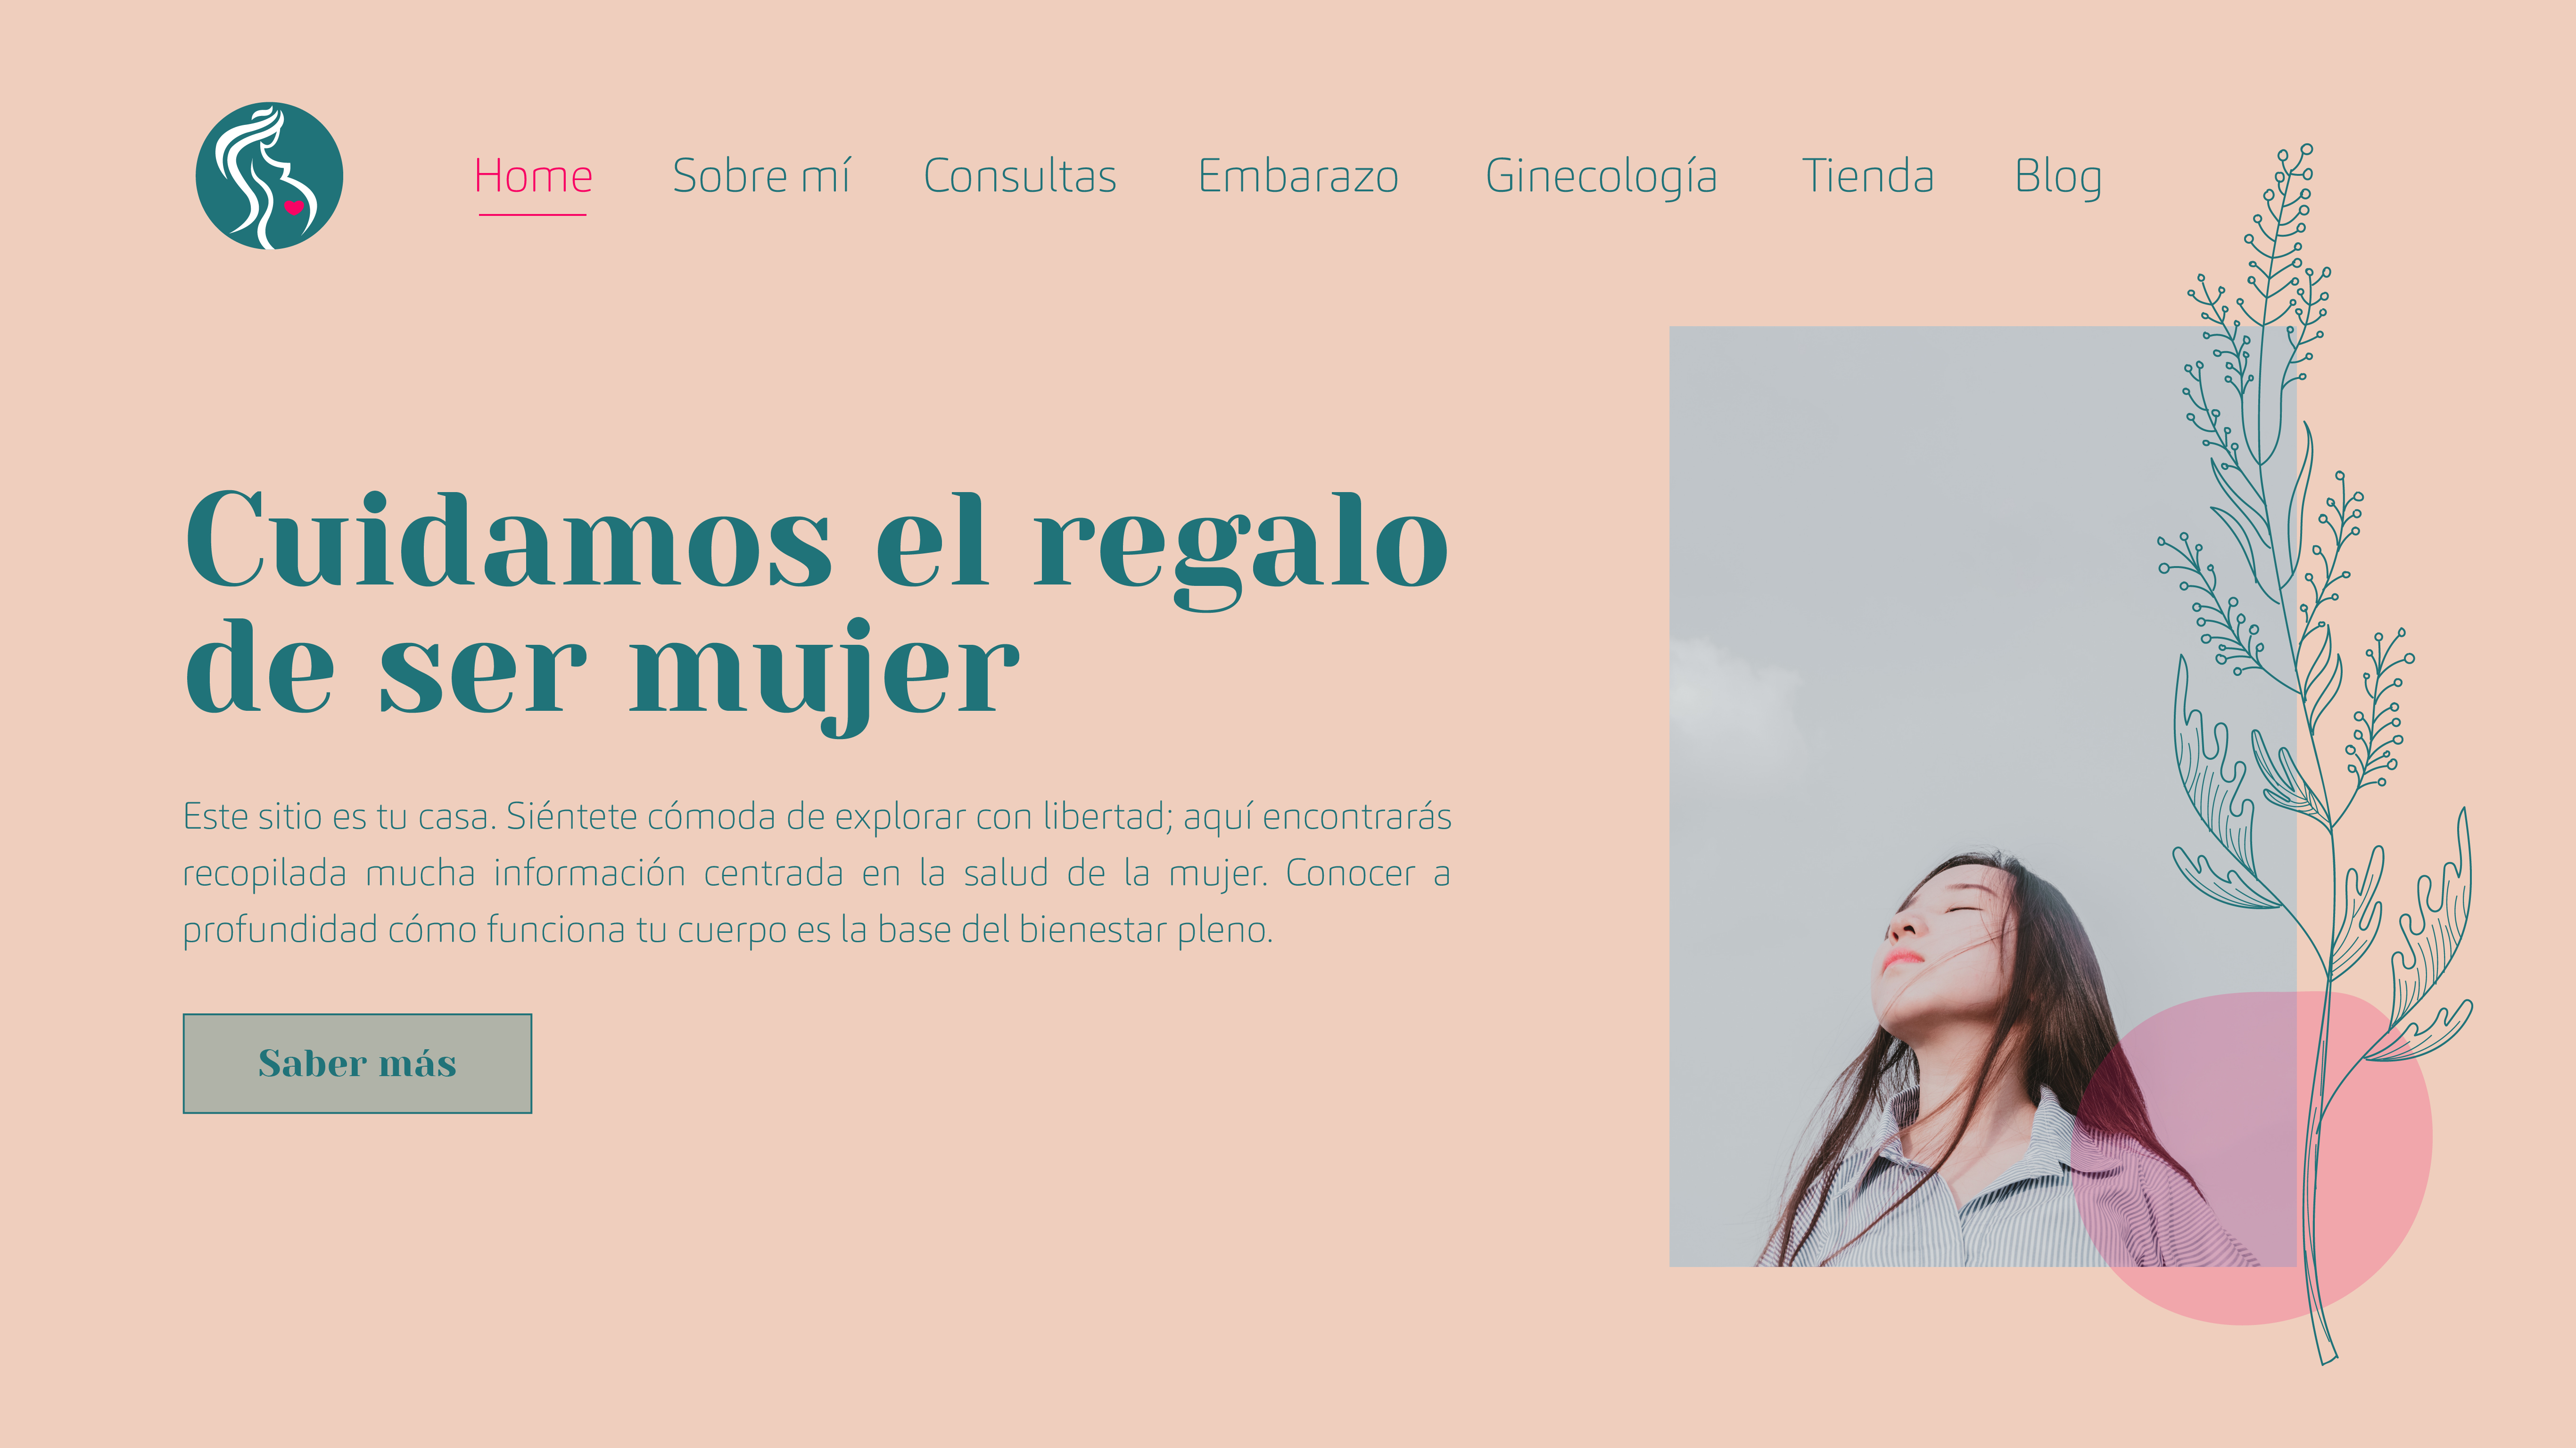 Home Sobre mí Consultas Embarazo Ginecología Tienda Blog
Cuidamos el regalo
de ser mujer
Este sitio es tu casa. Siéntete cómoda de explorar con libertad; aquí encontrarás
recopilada mucha información centrada en la salud de la mujer. Conocer a
profundidad cómo funciona tu cuerpo es la base del bienestar pleno.
Saber más